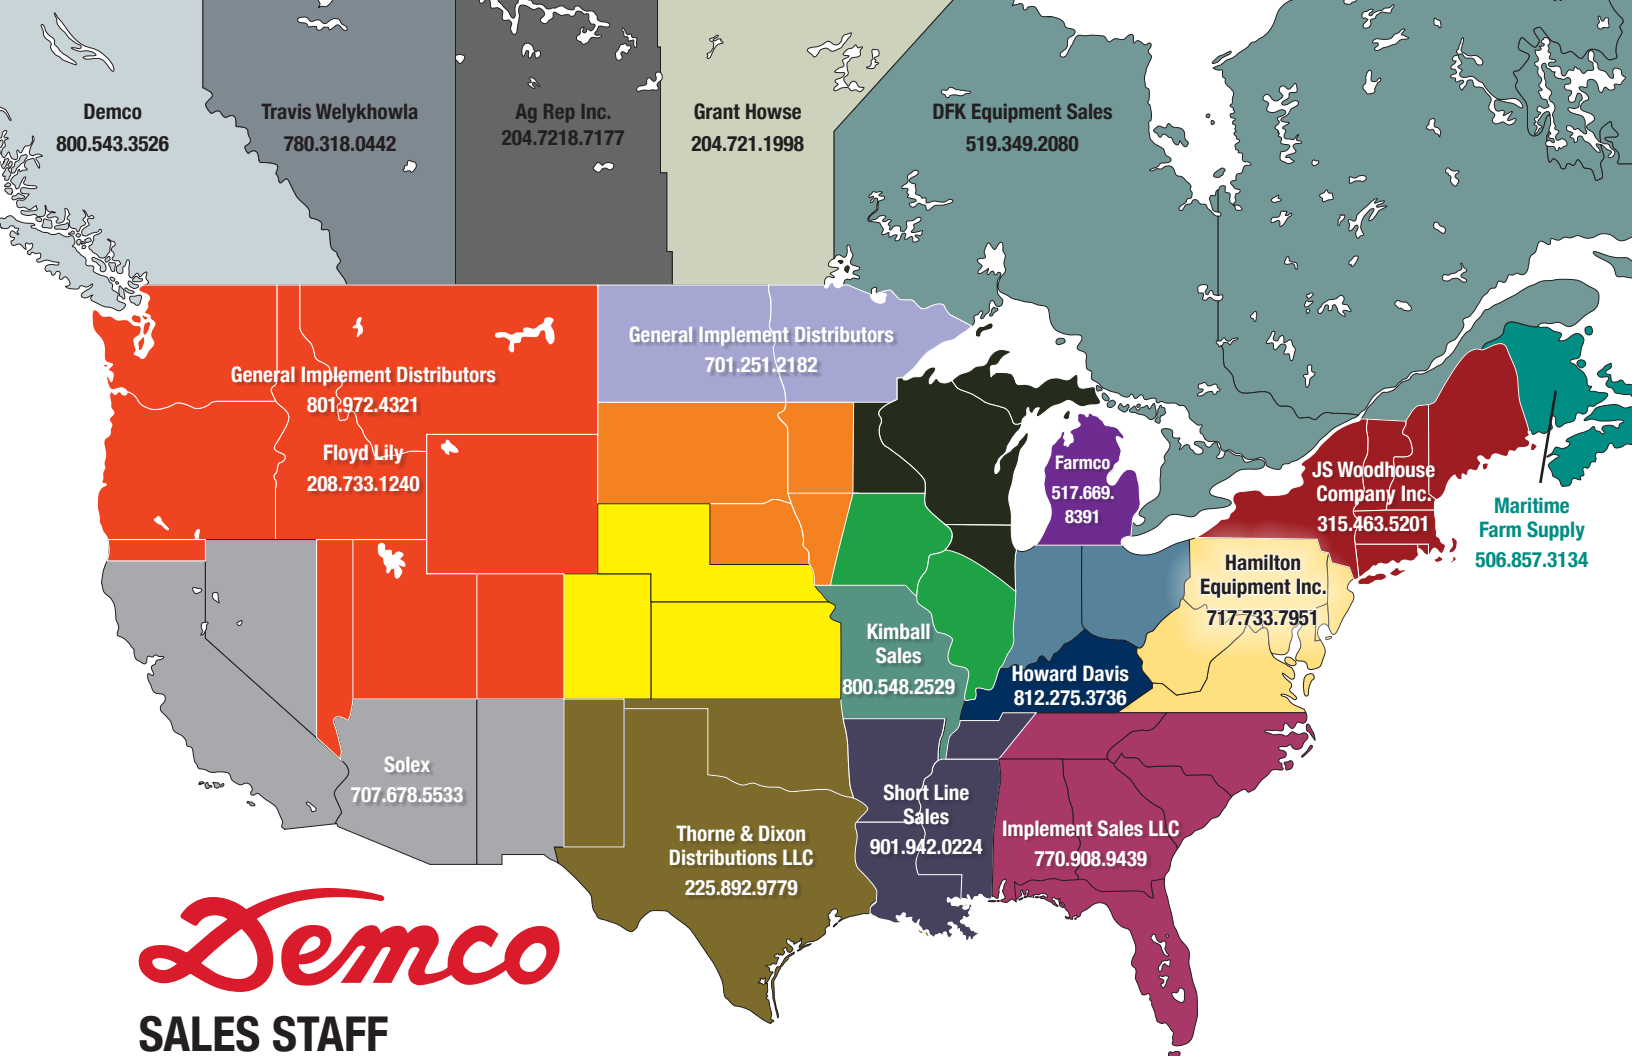 Demco
800.543.3526
Travis Welykhowla
780.318.0442
Ag Rep Inc.
204.7218.7177
Grant Howse
204.721.1998
DFK Equipment Sales
519.349.2080
General Implement Distributors
801.972.4321
Floyd Lily
208.733.1240
General Implement Distributors
701.251.2182
Farmco
517.669.
8391
JS Woodhouse
Company Inc.
315.463.5201
Maritime
Farm Supply
506.857.3134
Hamilton
Equipment Inc.
717.733.7951
Kimball
Sales
800.548.2529
Howard Davis
812.275.3736
Solex
707.678.5533
Thorne & Dixon
Distributions LLC
225.892.9779
Short Line
Sales
901.942.0224
Implement Sales LLC
770.908.9439
Demco
SALES STAFF